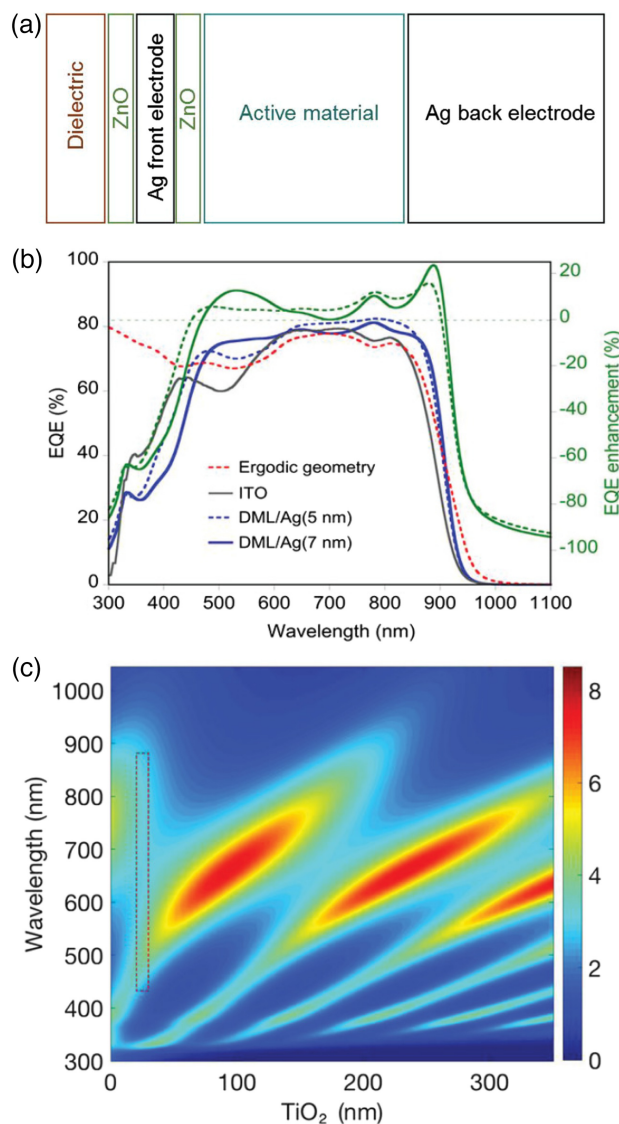 (a)
Dielectric
ZnO
Ag front electrode
ZnO
Active material
Ag back electrode
(b)
100
80
60
40
20
0
EQE (%)
20
0
-20
-40
-60
-80
-100
EQE enhancement (%)
Ergodic geometry
ITO
DML/Ag(5 nm)
DML/Ag(7 nm)
300 400 500 600 700 800 900 1000 1100
Wavelength (nm)
(c)
1000
900
800
700
600
500
400
300
Wavelength (nm)
8
6
4
2
0
0 100 200 300
TiO₂ (nm)